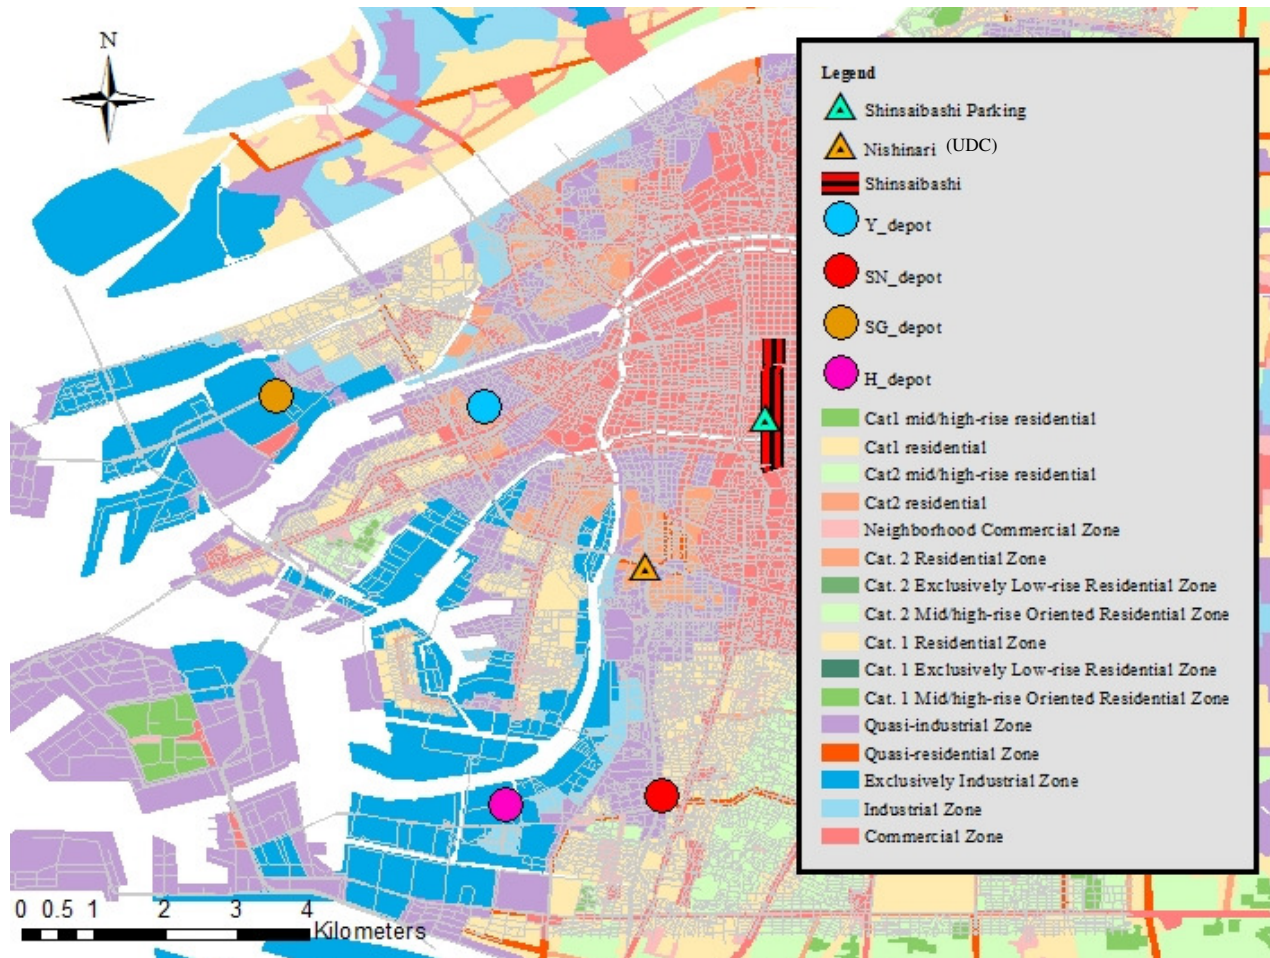 N
Legend
Shinsaibashi Parking
Nishinari (UDC)
Shinsaibashi
Y_depot
SN_depot
SG_depot
H_depot
Cat1 mid/high-rise residential
Cat1 residential
Cat2 mid/high-rise residential
Cat2 residential
Neighborhood Commercial Zone
Cat. 2 Residential Zone
Cat. 2 Exclusively Low-rise Residential Zone
Cat. 2 Mid/high-rise Oriented Residential Zone
Cat. 1 Residential Zone
Cat. 1 Exclusively Low-rise Residential Zone
Cat. 1 Mid/high-rise Oriented Residential Zone
Quasi-industrial Zone
Quasi-residential Zone
Exclusively Industrial Zone
Industrial Zone
Commercial Zone
0 0.5 1 2 3 4
Kilometers